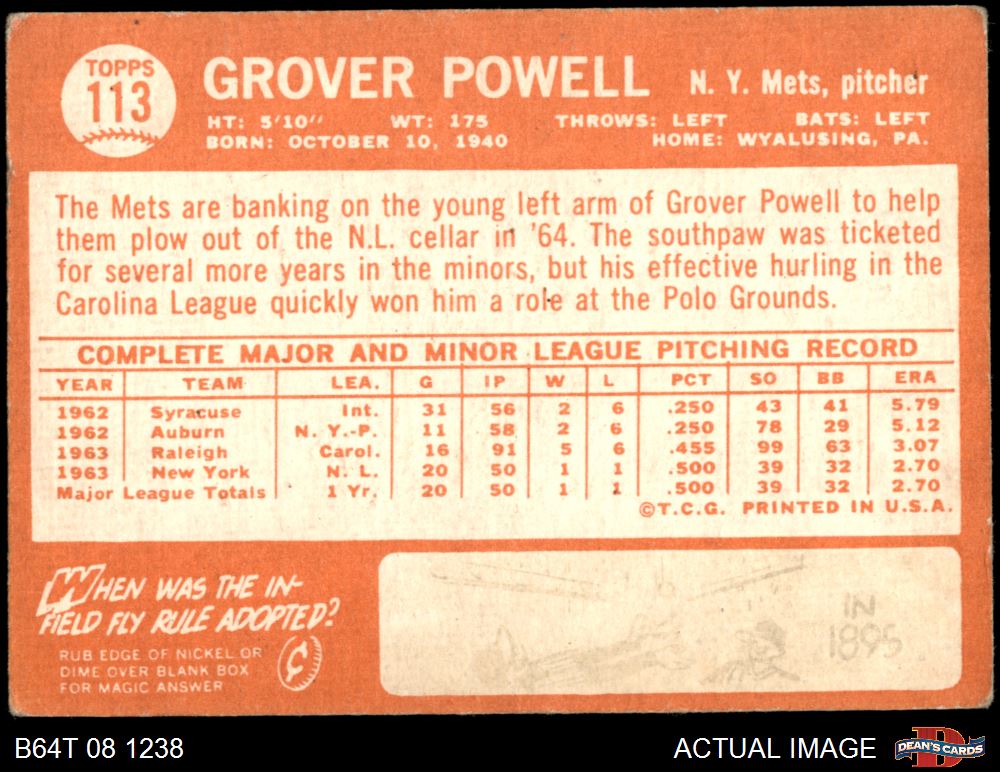 TOPPS
113
GROVER POWELL N. Y. Mets, pitcher
HT: 5'10" WT: 175 THROWS: LEFT BATS: LEFT
BORN: OCTOBER 10, 1940 HOME: WYALUSING, PA.
The Mets are banking on the young left arm of Grover Powell to help
them plow out of the N.L. cellar in '64. The southpaw was ticketed
for several more years in the minors, but his effective hurling in the
Carolina League quickly won him a role at the Polo Grounds.
COMPLETE MAJOR AND MINOR LEAGUE PITCHING RECORD
YEAR TEAM LEA. G IP W L PCT SO BB ERA
1962 Syracuse Int. 31 56 2 6 .250 43 41 5.79
1962 Auburn N. Y.-P. 11 58 2 6 .250 78 29 5.12
1963 Raleigh Carol. 16 91 5 6 .455 99 63 3.07
1963 New York N. L. 20 50 1 1 .500 39 32 2.70
Major League Totals 1 Yr. 20 50 1 1 .500 39 32 2.70
©T.C.G. PRINTED IN U.S.A.
WHEN WAS THE IN-
FIELD FLY RULE ADOPTED?
RUB EDGE OF NICKEL OR
DIME OVER BLANK BOX
FOR MAGIC ANSWER
¢
IN
1895
B64T 08 1238 ACTUAL IMAGE
D
DEAN'S CARDS